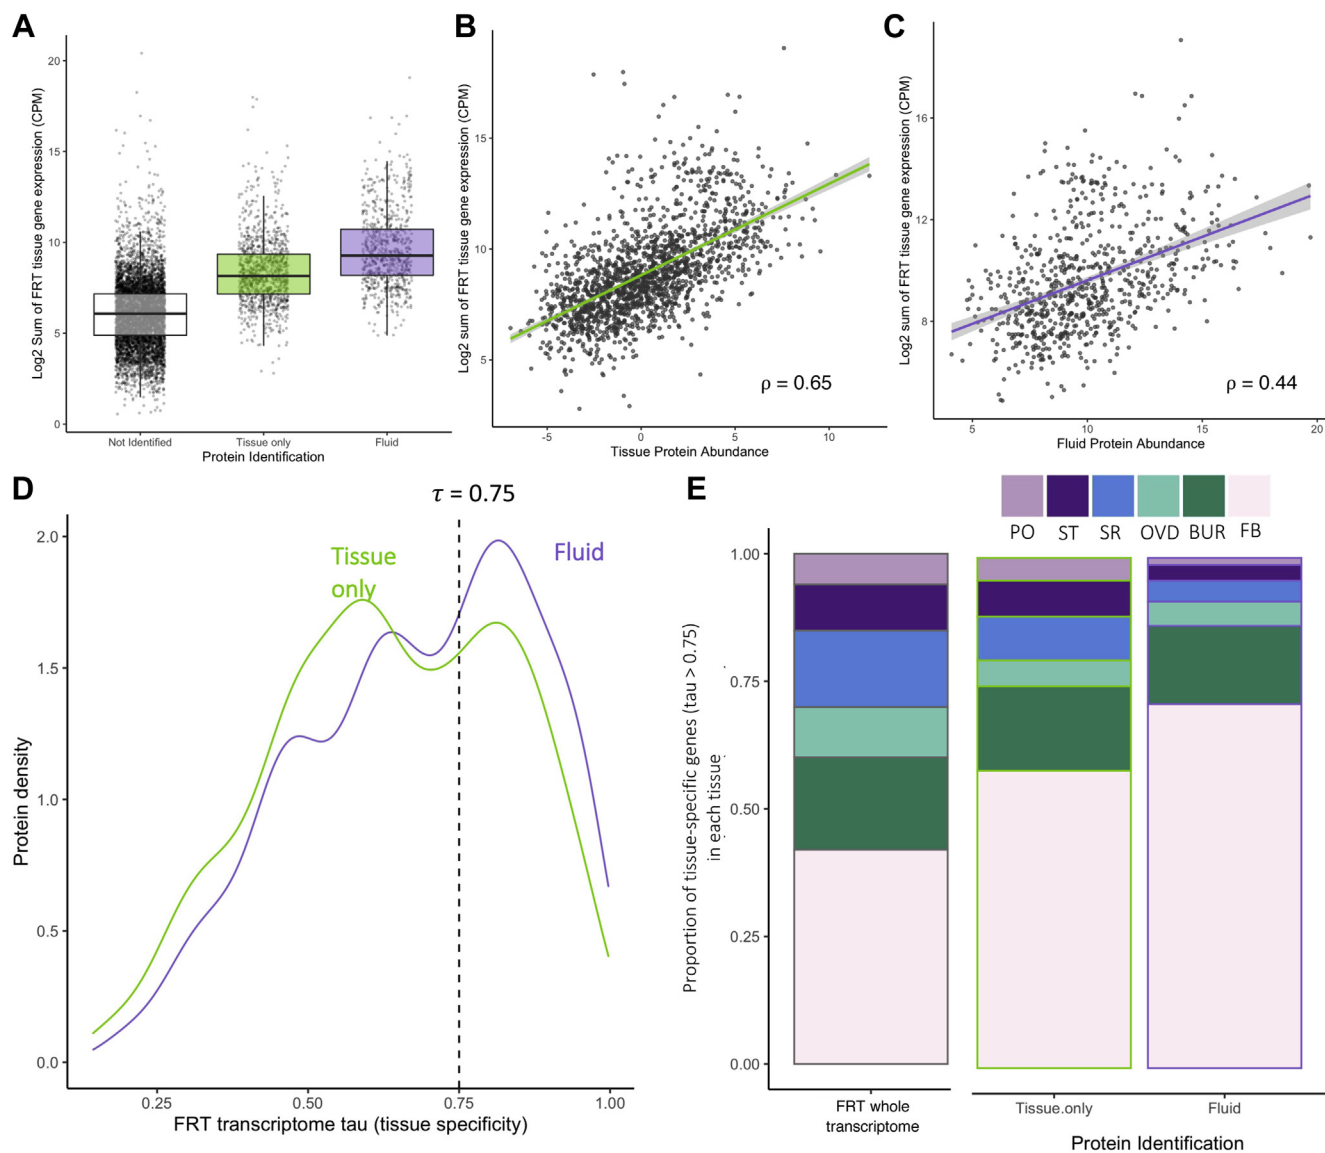 A
Log2 Sum of FRT tissue gene expression (CPM)
20
15
10
5
0
Not Identified
Tissue only
Fluid
Protein Identification
B
Log2 sum of FRT tissue gene expression (CPM)
15
10
5
-5
0
5
10
ρ = 0.65
Tissue Protein Abundance
C
Log2 sum of FRT tissue gene expression (CPM)
16
12
8
5
10
15
20
ρ = 0.44
Fluid Protein Abundance
D
τ = 0.75
Tissue
only
Fluid
Protein density
2.0
1.5
1.0
0.5
0.0
0.25
0.50
0.75
1.00
FRT transcriptome tau (tissue specificity)
E
PO ST SR OVD BUR FB
Proportion of tissue-specific genes (tau > 0.75)
in each tissue
1.00
0.75
0.50
0.25
0.00
FRT whole
transcriptome
Tissue.only
Fluid
Protein Identification